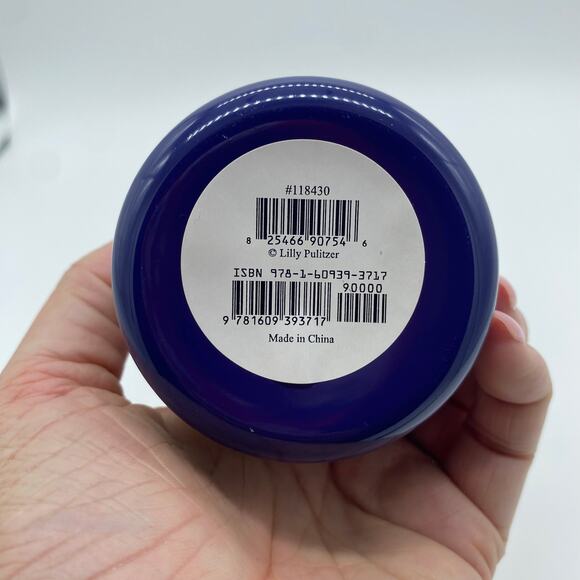 #118430
8 25466 90754 6
© Lilly Pulitzer
ISBN 978-1-60939-3717
90000
9 781609 393717
Made in China